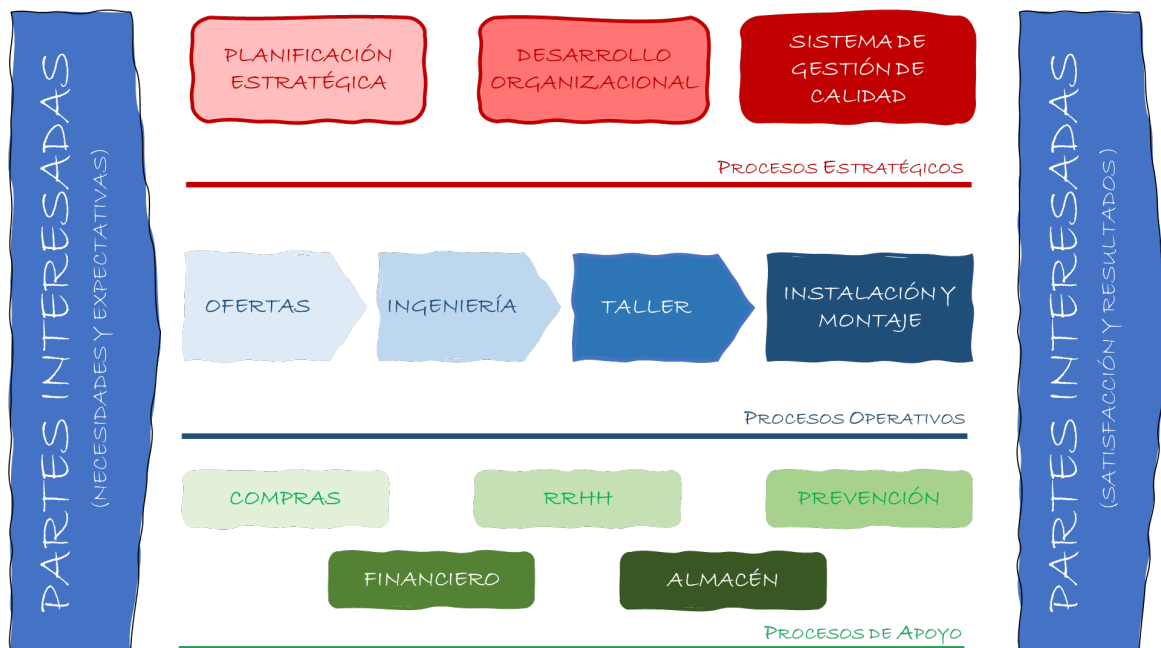 PARTES INTERESADAS
(NECESIDADES Y EXPECTATIVAS)
PLANIFICACIÓN
ESTRATÉGICA
DESARROLLO
ORGANIZACIONAL
SISTEMA DE
GESTIÓN DE
CALIDAD
PROCESOS ESTRATÉGICOS
OFERTAS
INGENIERÍA
TALLER
INSTALACIÓN Y
MONTAJE
PROCESOS OPERATIVOS
COMPRAS
RRHH
PREVENCIÓN
FINANCIERO
ALMACÉN
PROCESOS DE APOYO
PARTES INTERESADAS
(SATISFACCIÓN Y RESULTADOS)